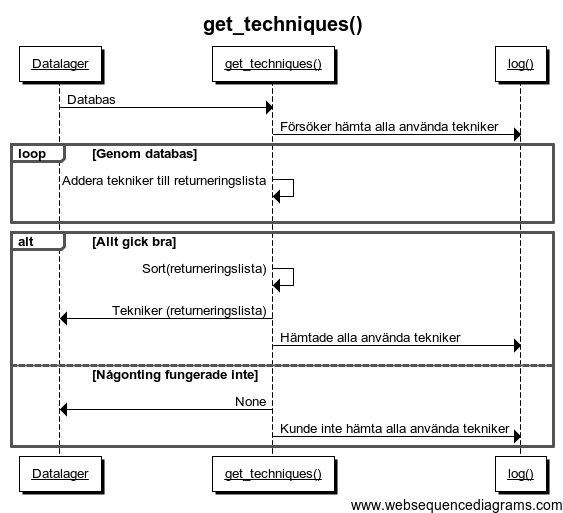 get_techniques()
Datalager get_techniques() log()
Databas
Försöker hämta alla använda tekniker
loop [Genom databas]
Addera tekniker till returneringslista
alt [Allt gick bra]
Sort(returneringslista)
Tekniker (returneringslista)
Hämtade alla använda tekniker
[Någonting fungerade inte]
None
Kunde inte hämta alla använda tekniker
Datalager get_techniques() log()
www.websequencediagrams.com